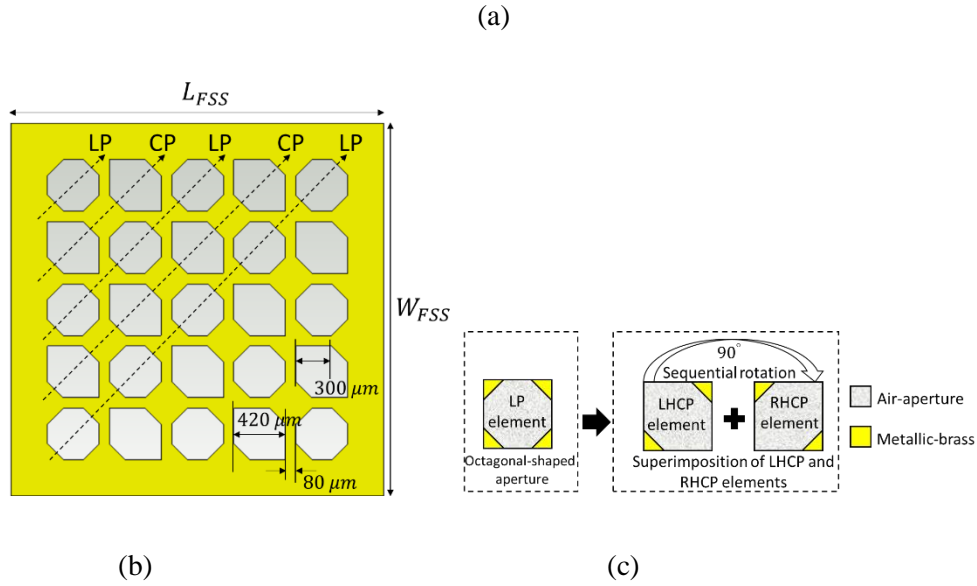 (a)
L_FSS
LP CP LP CP LP
W_FSS
300 μm
420 μm
80 μm
LP
element
Octagonal-shaped
aperture
90°
Sequential rotation
LHCP
element
RHCP
element
Superimposition of LHCP and
RHCP elements
Air-aperture
Metallic-brass
(b)
(c)